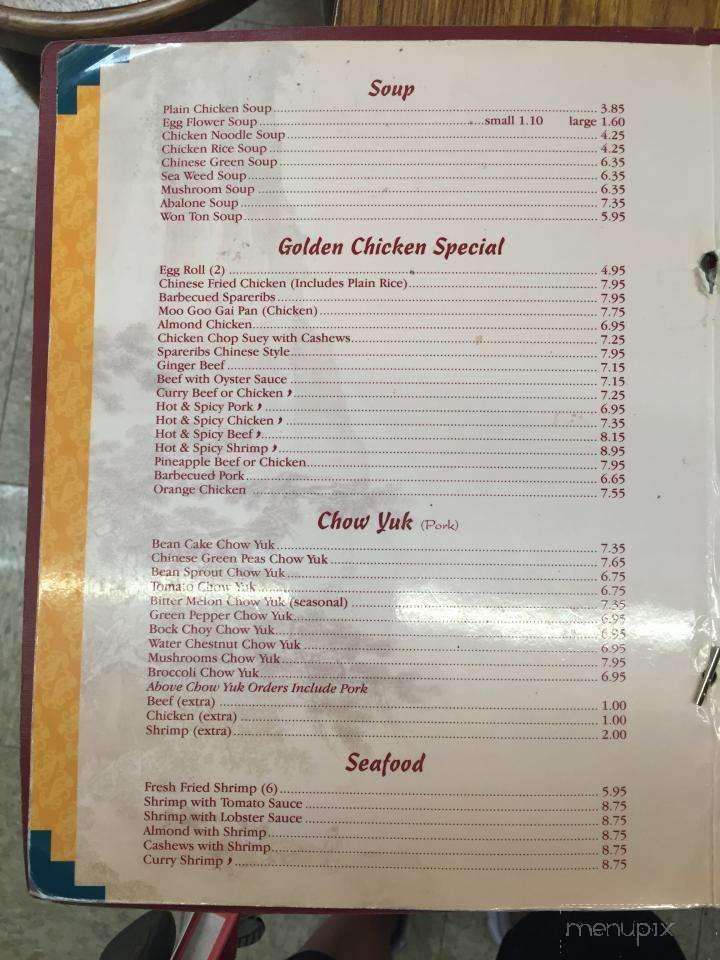 Soup
Plain Chicken Soup 3.85
Egg Flower Soup small 1.10 large 1.60
Chicken Noodle Soup 4.25
Chicken Rice Soup 4.25
Chinese Green Soup 6.35
Sea Weed Soup 6.35
Mushroom Soup 6.35
Abalone Soup 7.35
Won Ton Soup 5.95
Golden Chicken Special
Egg Roll (2) 4.95
Chinese Fried Chicken (Includes Plain Rice) 7.95
Barbecued Spareribs 7.95
Moo Goo Gai Pan (Chicken) 7.75
Almond Chicken 6.95
Chicken Chop Suey with Cashews 7.25
Spareribs Chinese Style 7.95
Ginger Beef 7.15
Beef with Oyster Sauce 7.15
Curry Beef or Chicken 7.25
Hot & Spicy Pork 6.95
Hot & Spicy Chicken 7.35
Hot & Spicy Beef 8.15
Hot & Spicy Shrimp 8.95
Pineapple Beef or Chicken 7.95
Barbecued Pork 6.65
Orange Chicken 7.55
Chow Yuk (Pork)
Bean Cake Chow Yuk 7.35
Chinese Green Peas Chow Yuk 7.65
Bean Sprout Chow Yuk 6.75
Tomato Chow Yuk 6.75
Bitter Melon Chow Yuk (seasonal) 7.35
Green Pepper Chow Yuk 6.95
Bock Choy Chow Yuk 6.95
Water Chestnut Chow Yuk 6.95
Mushrooms Chow Yuk 7.95
Broccoli Chow Yuk 6.95
Above Chow Yuk Orders Include Pork
Beef (extra) 1.00
Chicken (extra) 1.00
Shrimp (extra) 2.00
Seafood
Fresh Fried Shrimp (6) 5.95
Shrimp with Tomato Sauce 8.75
Shrimp with Lobster Sauce 8.75
Almond with Shrimp 8.75
Cashews with Shrimp 8.75
Curry Shrimp 8.75
menupix